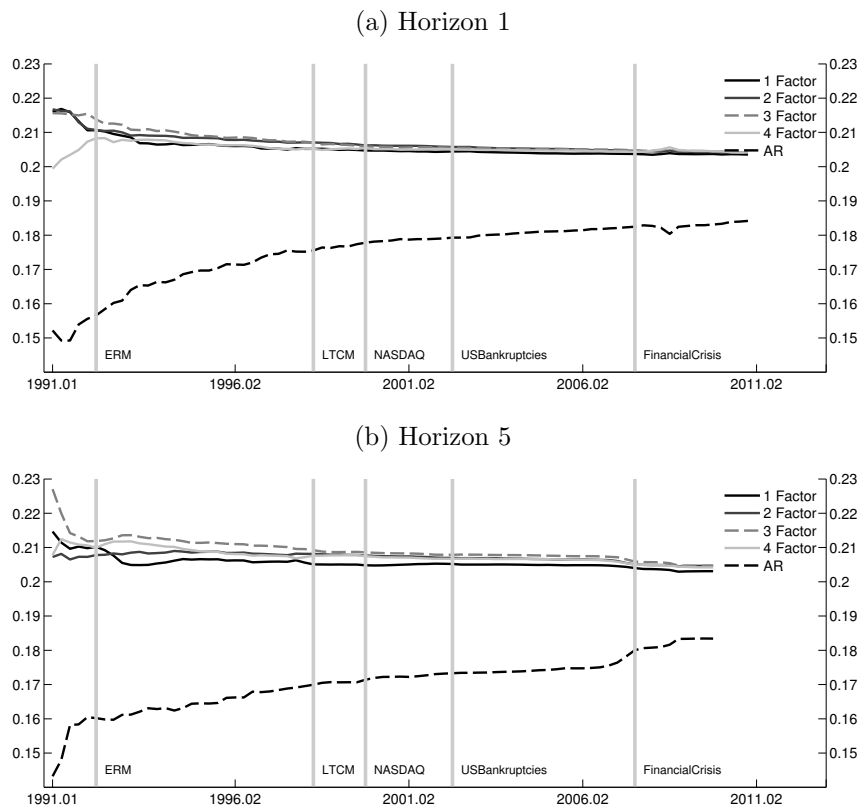 (a) Horizon 1
0.23 0.23
0.22 0.22
0.21 0.21
0.2 0.2
0.19 0.19
0.18 0.18
0.17 0.17
0.16 0.16
0.15 0.15
1 Factor
2 Factor
3 Factor
4 Factor
AR
ERM LTCM NASDAQ USBankruptcies FinancialCrisis
1991.01 1996.02 2001.02 2006.02 2011.02
(b) Horizon 5
0.23 0.23
0.22 0.22
0.21 0.21
0.2 0.2
0.19 0.19
0.18 0.18
0.17 0.17
0.16 0.16
0.15 0.15
1 Factor
2 Factor
3 Factor
4 Factor
AR
ERM LTCM NASDAQ USBankruptcies FinancialCrisis
1991.01 1996.02 2001.02 2006.02 2011.02